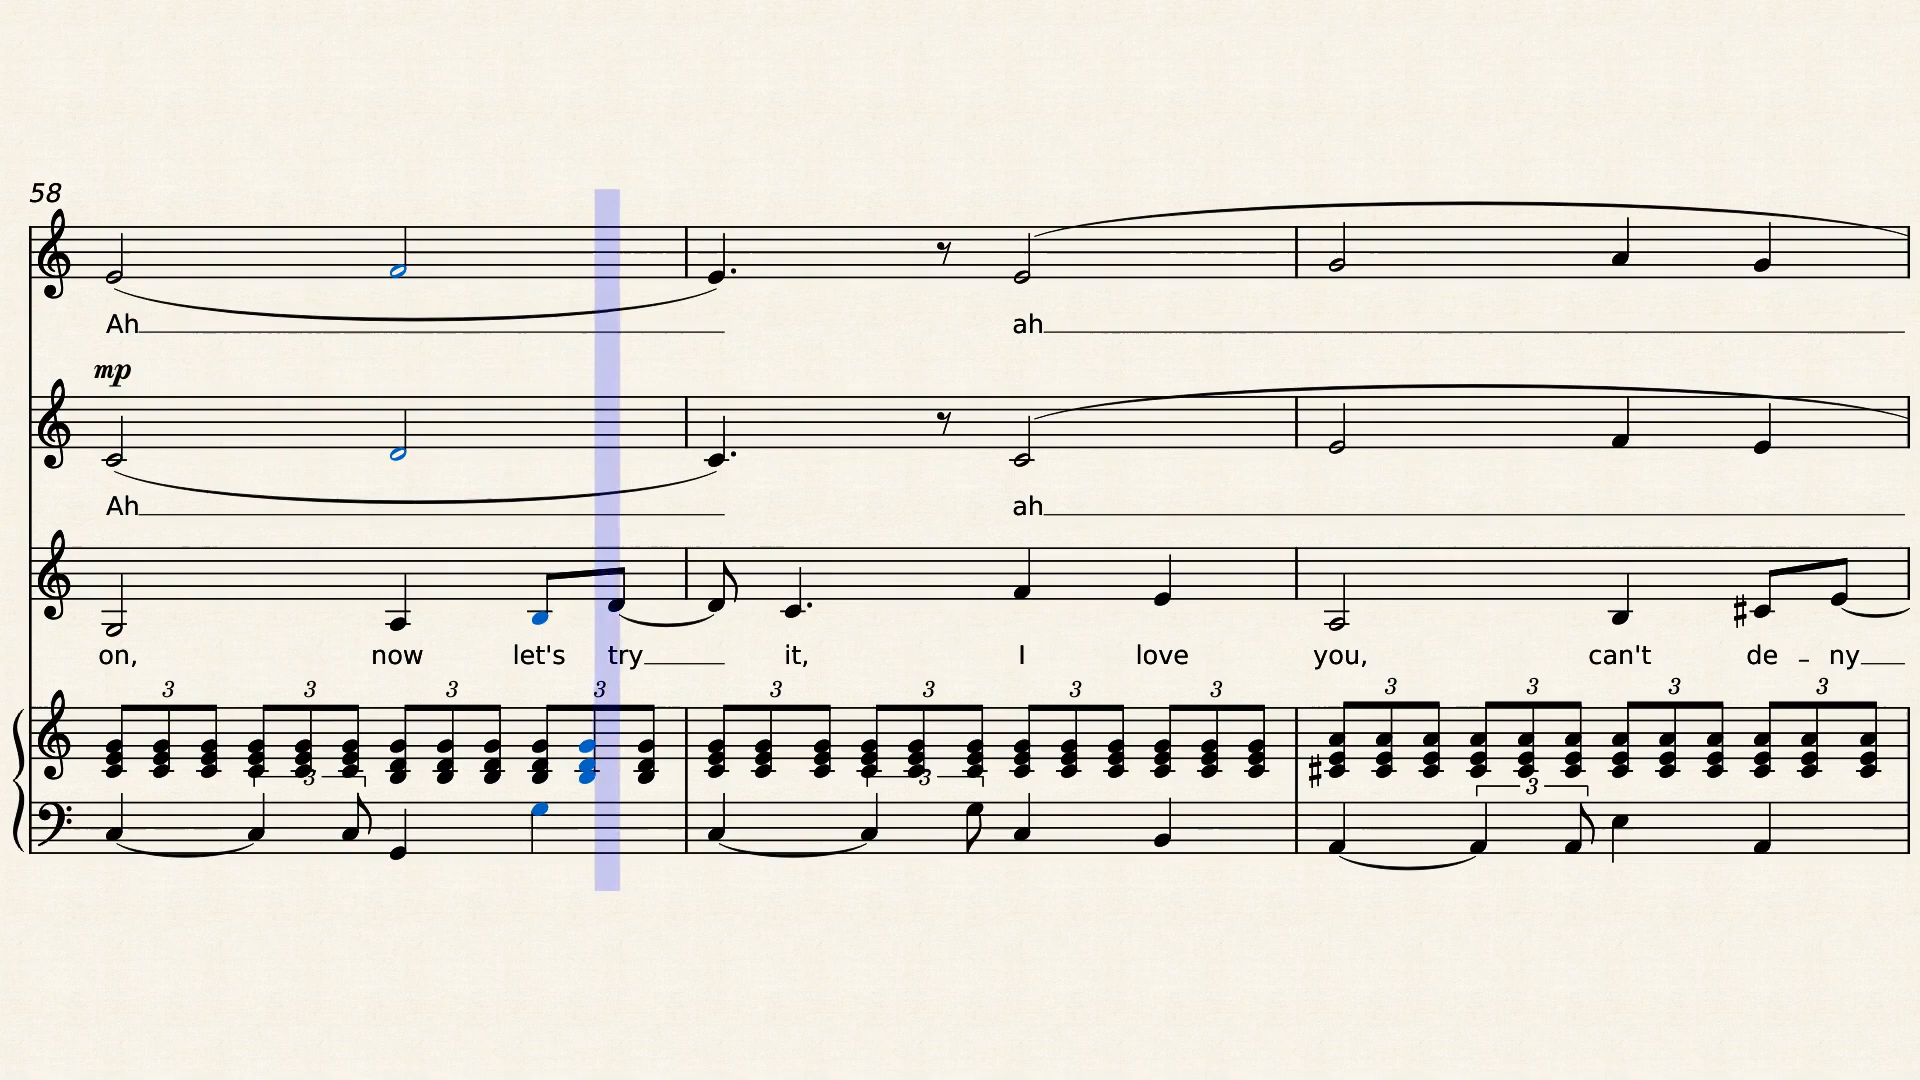 58
Ah ah
mp
Ah ah
on, now let's try it, I love you, can't de - ny
3 3 3 3 3 3 3 3 3 3 3 3
3 3 3